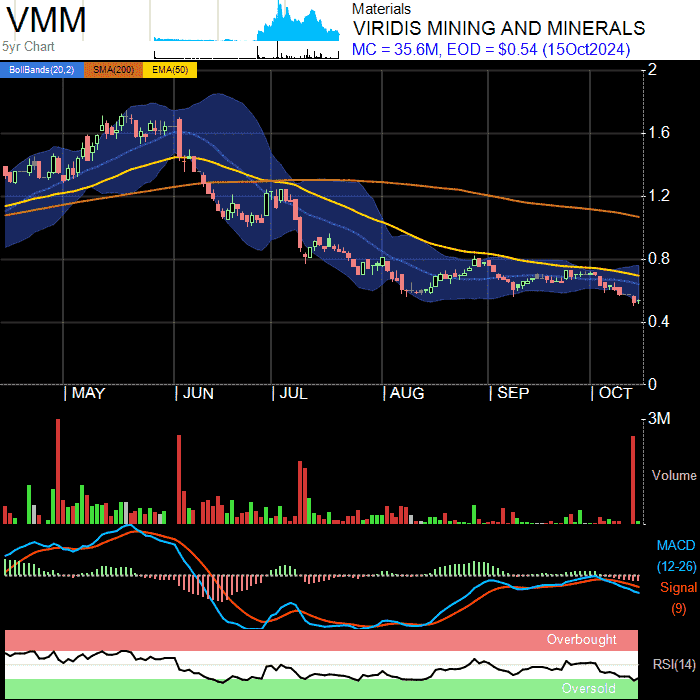 VMM
5yr Chart
Materials
VIRIDIS MINING AND MINERALS
MC = 35.6M, EOD = $0.54 (15Oct2024)
BollBands(20,2) SMA(200) EMA(50)
2
1.6
1.2
0.8
0.4
0
| MAY | JUN | JUL | AUG | SEP | OCT
3M
Volume
MACD
(12-26)
Signal
(9)
Overbought
RSI(14)
Oversold